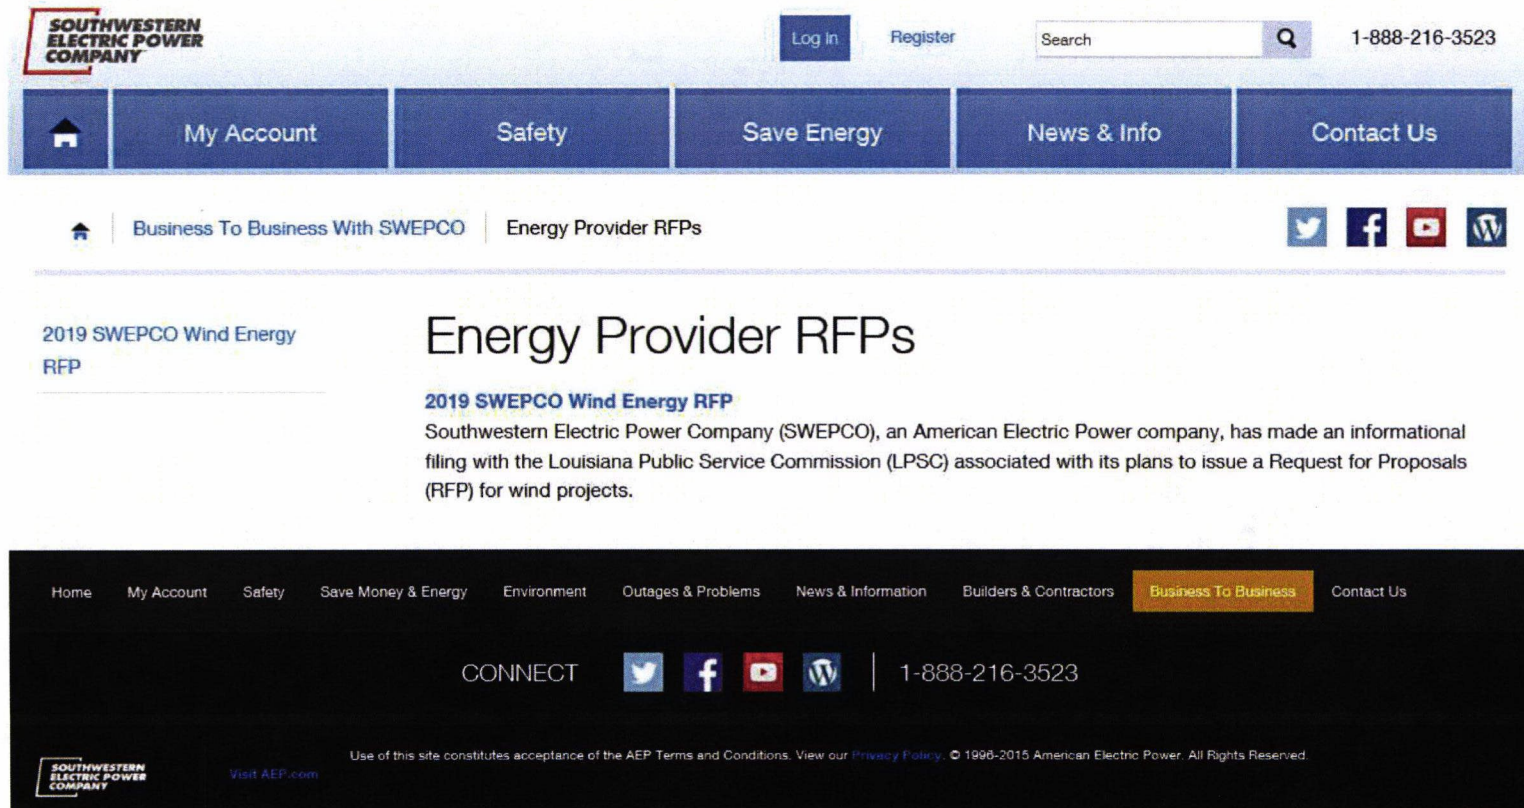 SOUTHWESTERN
ELECTRIC POWER
COMPANY
Log In
Register
Search
1-888-216-3523
My Account
Safety
Save Energy
News & Info
Contact Us
Business To Business With SWEPCO
Energy Provider RFPs
2019 SWEPCO Wind Energy
RFP
Energy Provider RFPs
2019 SWEPCO Wind Energy RFP
Southwestern Electric Power Company (SWEPCO), an American Electric Power company, has made an informational
filing with the Louisiana Public Service Commission (LPSC) associated with its plans to issue a Request for Proposals
(RFP) for wind projects.
Home
My Account
Safety
Save Money & Energy
Environment
Outages & Problems
News & Information
Builders & Contractors
Business To Business
Contact Us
CONNECT
1-888-216-3523
SOUTHWESTERN
ELECTRIC POWER
COMPANY
Visit AEP.com
Use of this site constitutes acceptance of the AEP Terms and Conditions. View our Privacy Policy. © 1996-2015 American Electric Power. All Rights Reserved.